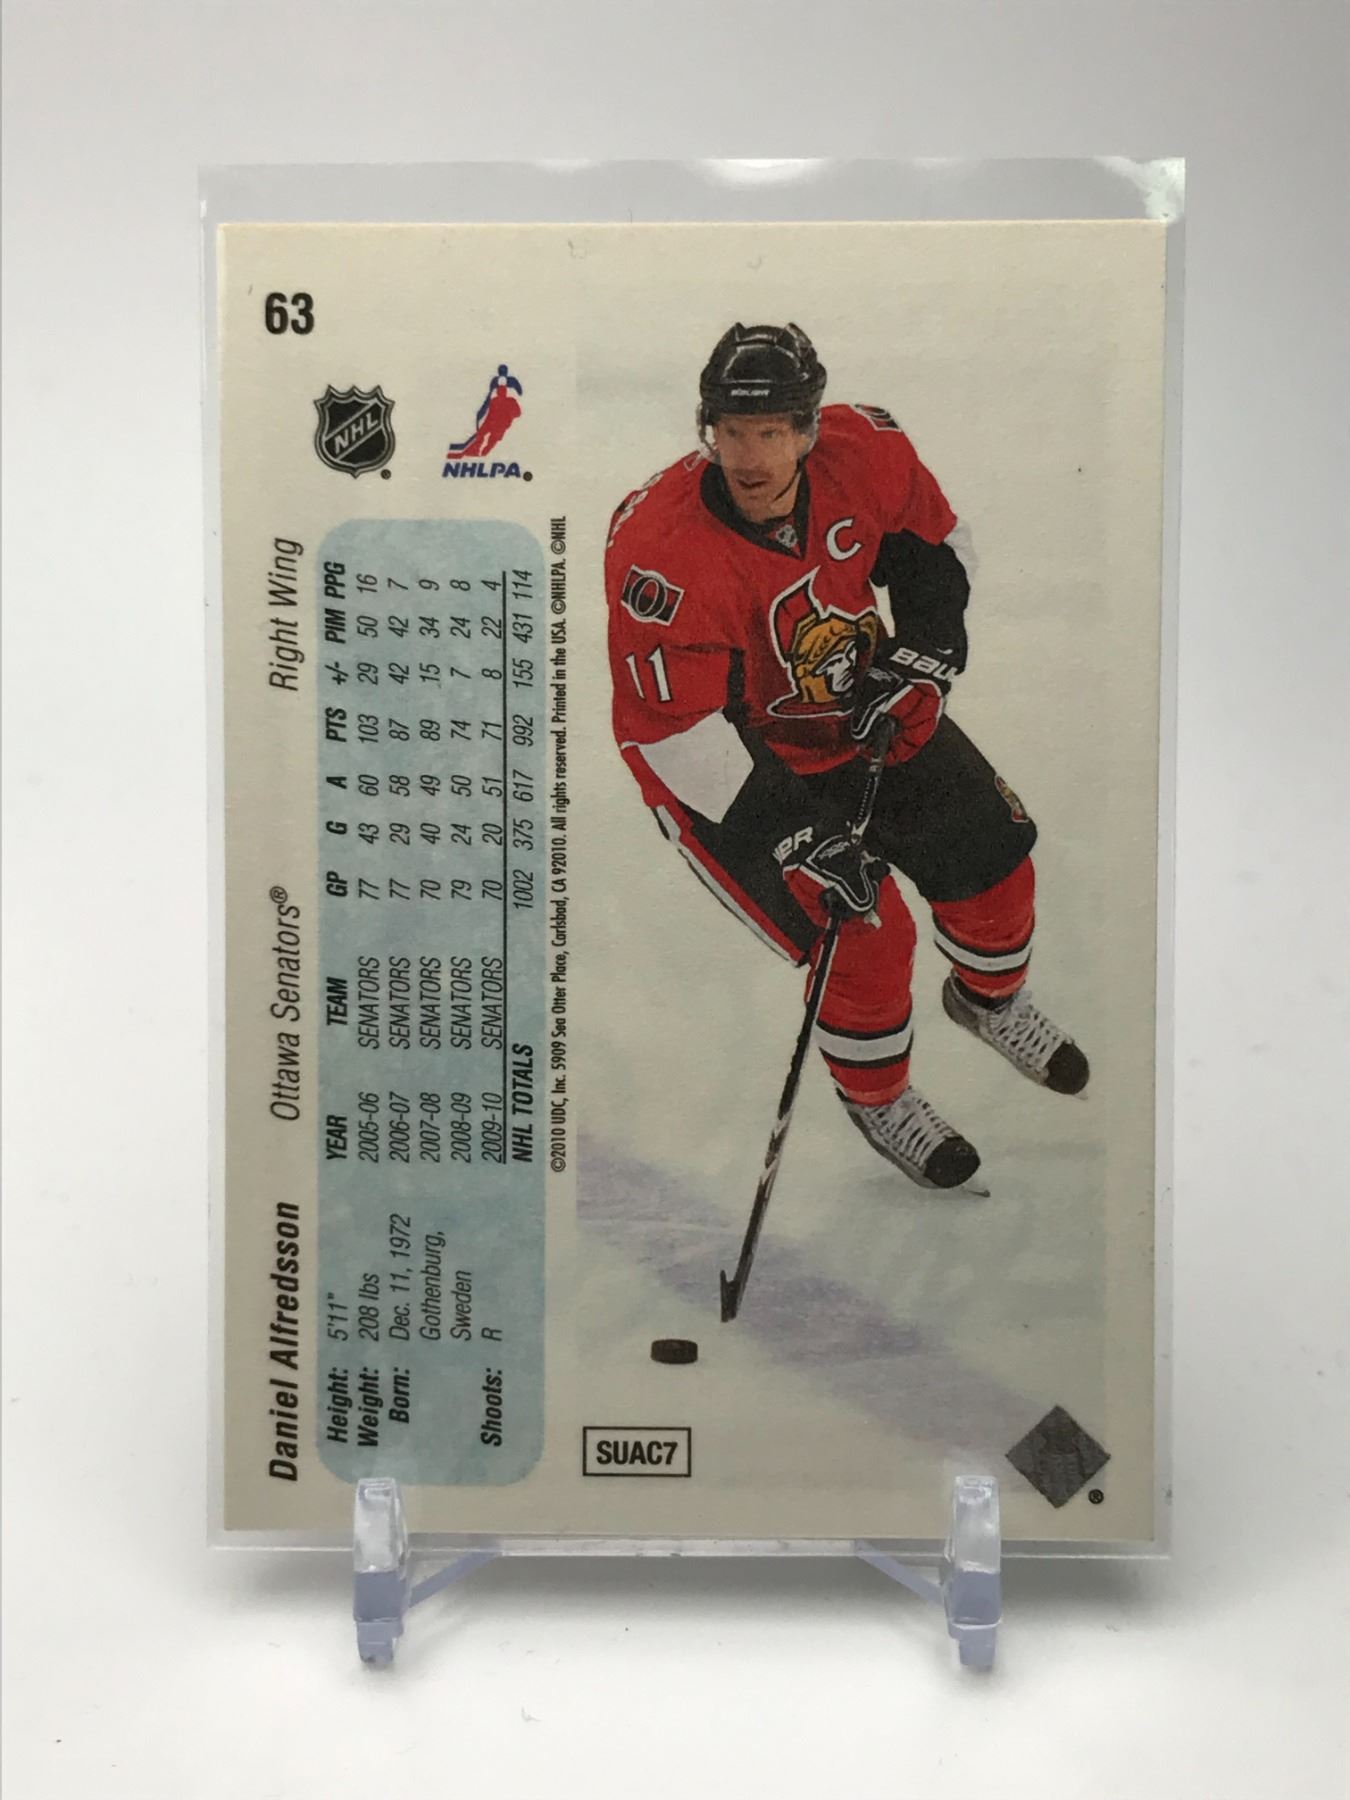 63
NHL ®
NHLPA ®
Daniel Alfredsson Ottawa Senators® Right Wing
Height: 5'11" YEAR TEAM GP G A PTS +/- PIM PPG
Weight: 208 lbs 2005-06 SENATORS 77 43 60 103 29 50 16
Born: Dec. 11, 1972 2006-07 SENATORS 77 29 58 87 42 42 7
Gothenburg, 2007-08 SENATORS 70 40 49 89 15 34 9
Sweden 2008-09 SENATORS 79 24 50 74 7 24 8
Shoots: R 2009-10 SENATORS 70 20 51 71 8 22 4
NHL TOTALS 1002 375 617 992 155 431 114
©2010 UDC, Inc. 5909 Sea Otter Place, Carlsbad, CA 92010. All rights reserved. Printed in the USA. ©NHLPA. ©NHL
BAUER
C
11
SUAC7
®